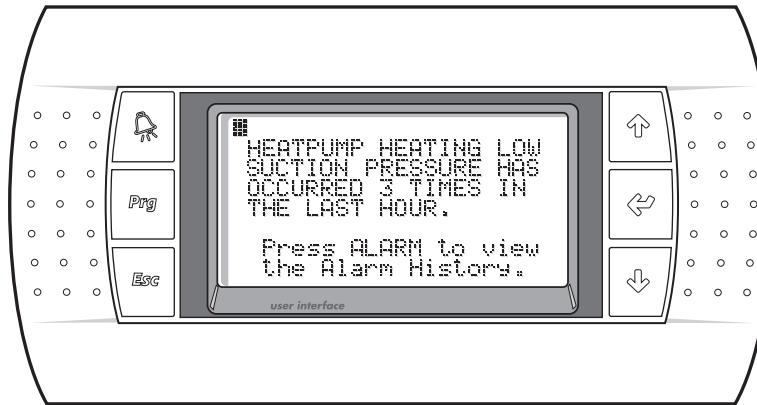 HEATPUMP HEATING LOW
SUCTION PRESSURE HAS
OCCURRED 3 TIMES IN
THE LAST HOUR.
Press ALARM to view
the Alarm History.
Prg
Esc
user interface